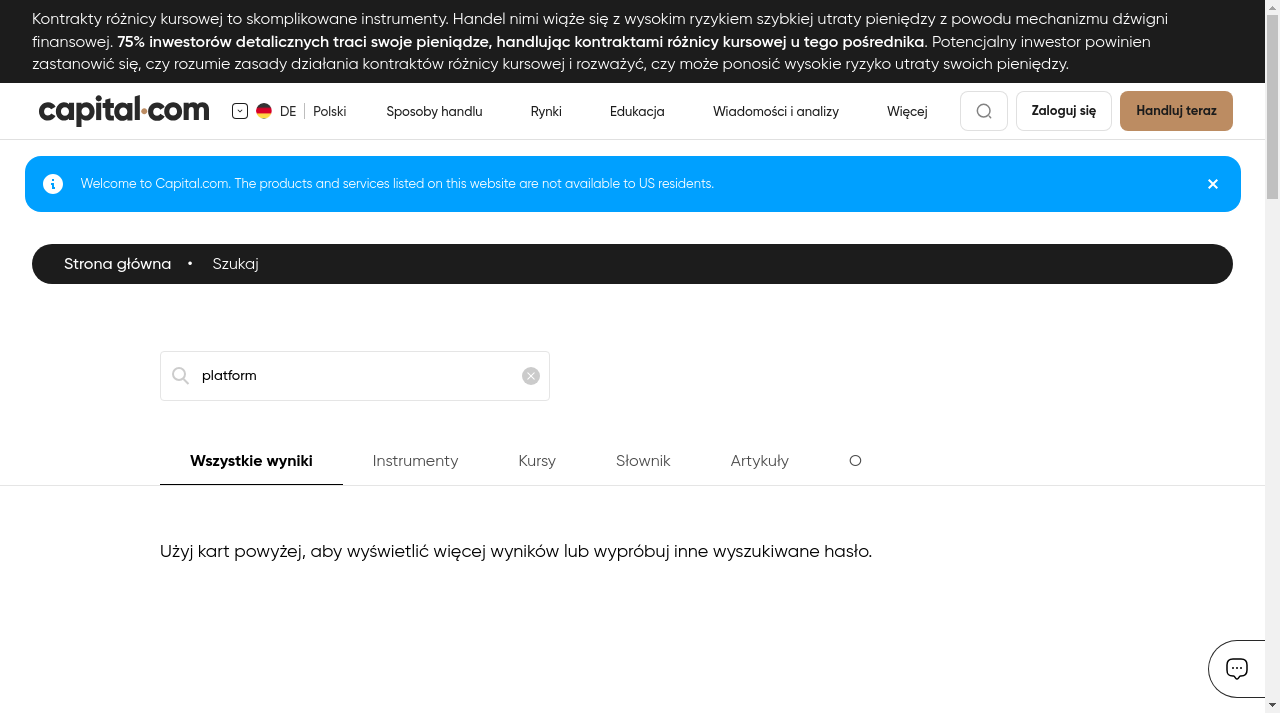 Kontrakty różnicy kursowej to skomplikowane instrumenty. Handel nimi wiąże się z wysokim ryzykiem szybkiej utraty pieniędzy z powodu mechanizmu dźwigni
finansowej. 75% inwestorów detalicznych traci swoje pieniądze, handlując kontraktami różnicy kursowej u tego pośrednika. Potencjalny inwestor powinien
zastanowić się, czy rozumie zasady działania kontraktów różnicy kursowej i rozważyć, czy może ponosić wysokie ryzyko utraty swoich pieniędzy.
capital.com DE Polski Sposoby handlu Rynki Edukacja Wiadomości i analizy Więcej Zaloguj się Handluj teraz
Welcome to Capital.com. The products and services listed on this website are not available to US residents.
Strona główna • Szukaj
platform
Wszystkie wyniki Instrumenty Kursy Słownik Artykuły O
Użyj kart powyżej, aby wyświetlić więcej wyników lub wypróbuj inne wyszukiwane hasło.